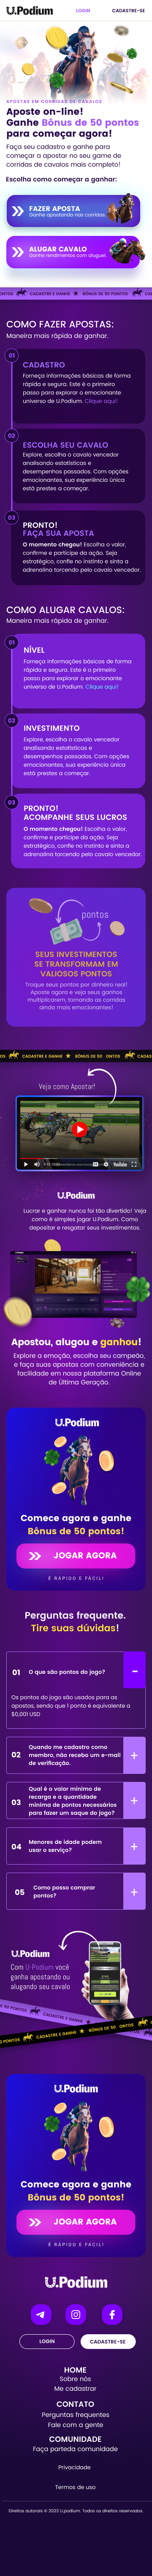 U.Podium
LOGIN
CADASTRE-SE
APOSTAS EM CORRIDAS DE CAVALOS
Aposte on-line!
Ganhe Bônus de 50 pontos
para começar agora!
Faça seu cadastro e ganhe para
começar a apostar no seu game de
corridas de cavalos mais completo!
Escolha como começar a ganhar:
FAZER APOSTA
Ganhe apostando nas corridas.
ALUGAR CAVALO
Ganhe rendimentos com aluguel.
ONTOS CADASTRE E GANHE ★ BÔNUS DE 50 PONTOS CA
COMO FAZER APOSTAS:
Maneira mais rápida de ganhar.
01
CADASTRO
Forneça informações básicas de forma
rápida e segura. Este é o primeiro
passo para explorar o emocionante
universo de U.Podium. Clique aqui!
02
ESCOLHA SEU CAVALO
Explore, escolha o cavalo vencedor
analisando estatísticas e
desempenhos passados. Com opções
emocionantes, sua experiência única
está prestes a começar.
03
PRONTO!
FAÇA SUA APOSTA
O momento chegou! Escolha o valor,
confirme e participe da ação. Seja
estratégico, confie no instinto e sinta a
adrenalina torcendo pelo cavalo vencedor.
COMO ALUGAR CAVALOS:
Maneira mais rápida de ganhar.
01
NÍVEL
Forneça informações básicas de forma
rápida e segura. Este é o primeiro
passo para explorar o emocionante
universo de U.Podium. Clique aqui!
02
INVESTIMENTO
Explore, escolha o cavalo vencedor
analisando estatísticas e
desempenhos passados. Com opções
emocionantes, sua experiência única
está prestes a começar.
03
PRONTO!
ACOMPANHE SEUS LUCROS
O momento chegou! Escolha o valor,
confirme e participe da ação. Seja
estratégico, confie no instinto e sinta a
adrenalina torcendo pelo cavalo vencedor.
pontos
SEUS INVESTIMENTOS
SE TRANSFORMAM EM
VALIOSOS PONTOS
Troque seus pontos por dinheiro real!
Aposte agora e veja seus ganhos
multiplicarem, tornando as corridas
ainda mais emocionantes!
OS CADASTRE E GANHE ★ BÔNUS DE 50 ONTOS CADAS
Veja como Apostar!
YouTube
U.Podium
Lucrar e ganhar nunca foi tão divertido! Veja
como é simples jogar U.Podium. Como
depositar e resgatar seus investimentos.
Apostou, alugou e ganhou!
Explore a emoção, escolha seu campeão,
e faça suas apostas com conveniência e
facilidade em nossa plataforma Online
de Última Geração.
U.Podium
Comece agora e ganhe
Bônus de 50 pontos!
JOGAR AGORA
É RÁPIDO E FÁCIL!
Perguntas frequente.
Tire suas dúvidas!
01 O que são pontos do jogo? -
Os pontos do jogo são usados para as
apostas, sendo que 1 ponto é equivalente a
$0,001 USD
02 Quando me cadastro como
membro, não recebo um e-mail
de verificação. +
03 Qual é o valor mínimo de
recarga e a quantidade
mínima de pontos necessários
para fazer um saque do jogo? +
04 Menores de idade podem
usar o serviço? +
05 Como posso comprar
pontos? +
U.Podium
Com U-Podium você
ganha apostando ou
alugando seu cavalo
E 50 PONTOS CADASTRE E GANHE ★
O PONTOS CADASTRE E GANHE ★ BÔNUS DE 50 ONTOS
U.Podium
Comece agora e ganhe
Bônus de 50 pontos!
JOGAR AGORA
É RÁPIDO E FÁCIL!
U.Podium
LOGIN
CADASTRE-SE
HOME
Sobre nós
Me cadastrar
CONTATO
Perguntas frequentes
Fale com a gente
COMUNIDADE
Faça parteda comunidade
Privacidade
Termos de uso
Direitos autorais © 2023 U.podium. Todos os direitos reservados.